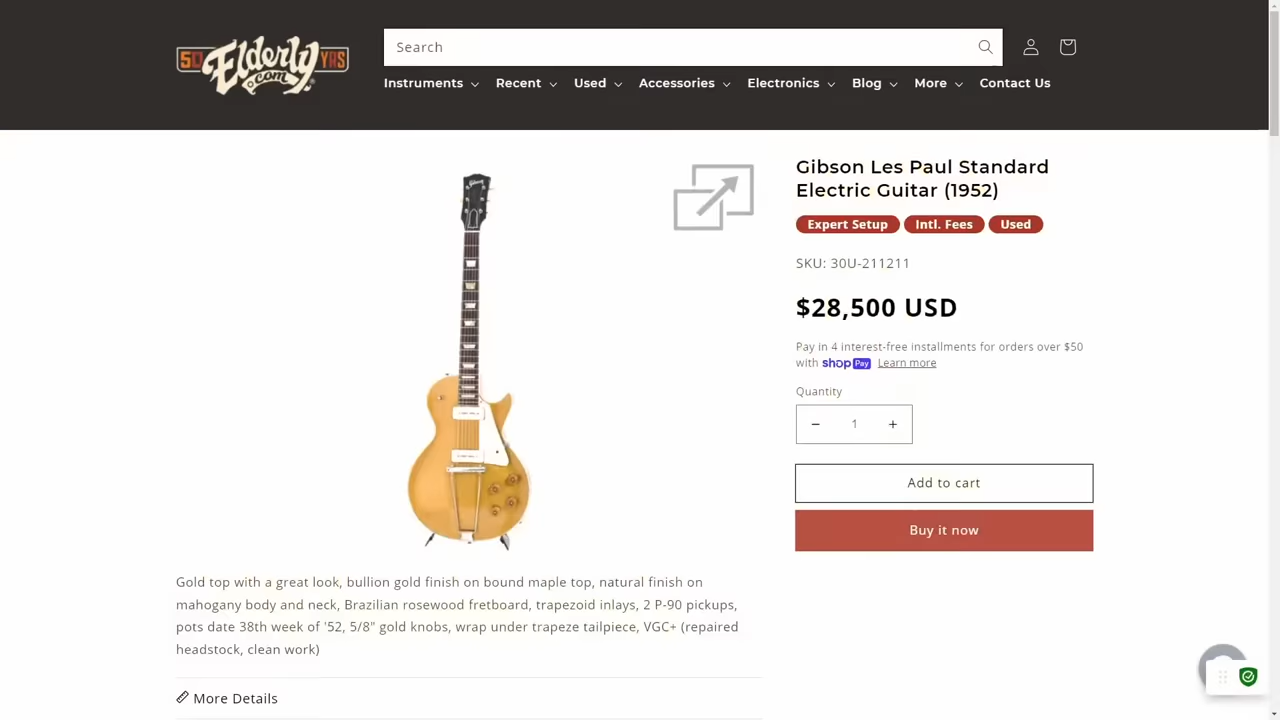 50 Elderly YRS
.com
Search
Instruments Recent Used Accessories Electronics Blog More Contact Us
Gibson Les Paul Standard
Electric Guitar (1952)
Expert Setup Intl. Fees Used
SKU: 30U-211211
$28,500 USD
Pay in 4 interest-free installments for orders over $50
with shop Pay Learn more
Quantity
− 1 +
Add to cart
Buy it now
Gibson
Gold top with a great look, bullion gold finish on bound maple top, natural finish on
mahogany body and neck, Brazilian rosewood fretboard, trapezoid inlays, 2 P-90 pickups,
pots date 38th week of '52, 5/8" gold knobs, wrap under trapeze tailpiece, VGC+ (repaired
headstock, clean work)
More Details